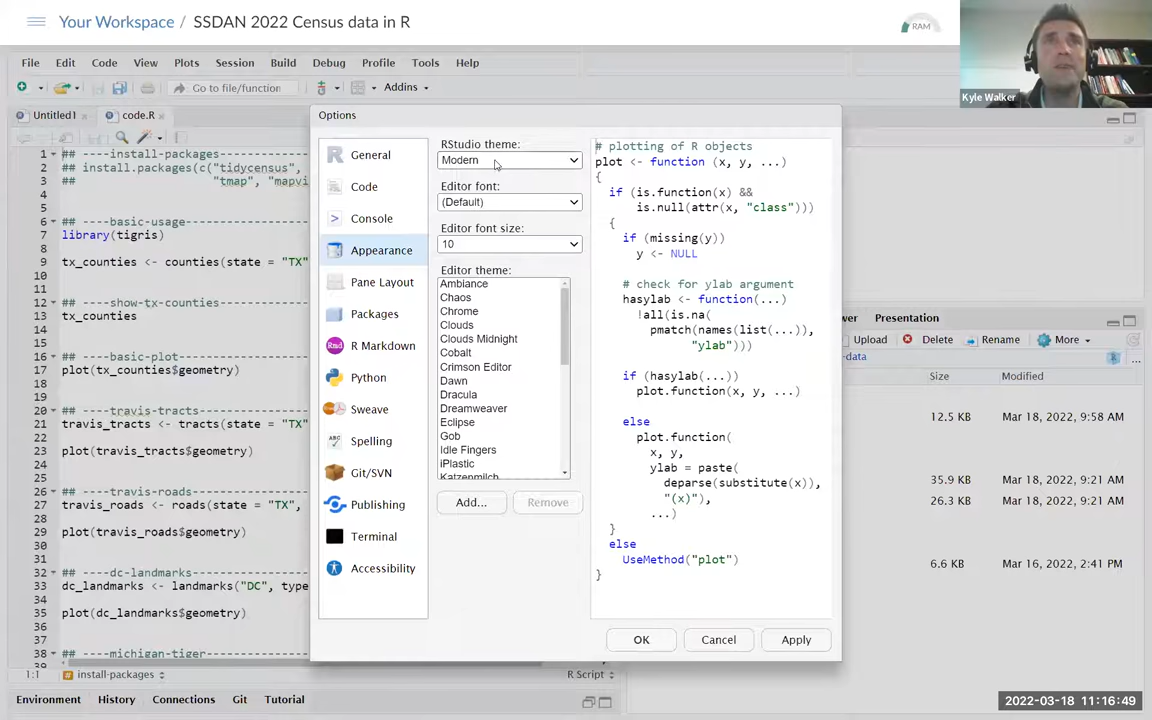 Your Workspace / SSDAN 2022 Census data in R
RAM
Kyle Walker
File Edit Code View Plots Session Build Debug Profile Tools Help
Go to file/function
Addins
Untitled1
code.R
1 ## ----install-packages
2 # install.packages(c("tidycensus",
3 # "tmap", "mapvi
4
5
6 ## ----basic-usage
7 library(tigris)
8
9 tx_counties <- counties(state = "TX"
10
11
12 ## ----show-tx-counties
13 tx_counties
14
15
16 ## ----basic-plot
17 plot(tx_counties$geometry)
18
19
20 ## ----travis-tracts
21 travis_tracts <- tracts(state = "TX"
22
23 plot(travis_tracts$geometry)
24
25
26 ## ----travis-roads
27 travis_roads <- roads(state = "TX",
28
29 plot(travis_roads$geometry)
30
31
32 ## ----dc-landmarks
33 dc_landmarks <- landmarks("DC", type
34
35 plot(dc_landmarks$geometry)
36
37
38 ## ----michigan-tiger
39
1:1 install-packages R Script
Environment History Connections Git Tutorial
Options
General
Code
Console
Appearance
Pane Layout
Packages
R Markdown
Python
Sweave
Spelling
Git/SVN
Publishing
Terminal
Accessibility
RStudio theme:
Modern
Editor font:
(Default)
Editor font size:
10
Editor theme:
Ambiance
Chaos
Chrome
Clouds
Clouds Midnight
Cobalt
Crimson Editor
Dawn
Dracula
Dreamweaver
Eclipse
Gob
Idle Fingers
iPlastic
Katzenmilch
Add... Remove
# plotting of R objects
plot <- function (x, y, ...)
{
if (is.function(x) &&
is.null(attr(x, "class")))
{
if (missing(y))
y <- NULL
# check for ylab argument
hasylab <- function(...)
!all(is.na(
pmatch(names(list(...)),
"ylab")))
if (hasylab(...))
plot.function(x, y, ...)
else
plot.function(
x, y,
ylab = paste(
deparse(substitute(x)),
"(x)"),
...)
}
else
UseMethod("plot")
}
OK Cancel Apply
wer Presentation
Upload Delete Rename More
-data
Size Modified
12.5 KB Mar 18, 2022, 9:58 AM
35.9 KB Mar 18, 2022, 9:21 AM
26.3 KB Mar 18, 2022, 9:21 AM
6.6 KB Mar 16, 2022, 2:41 PM
2022-03-18 11:16:49